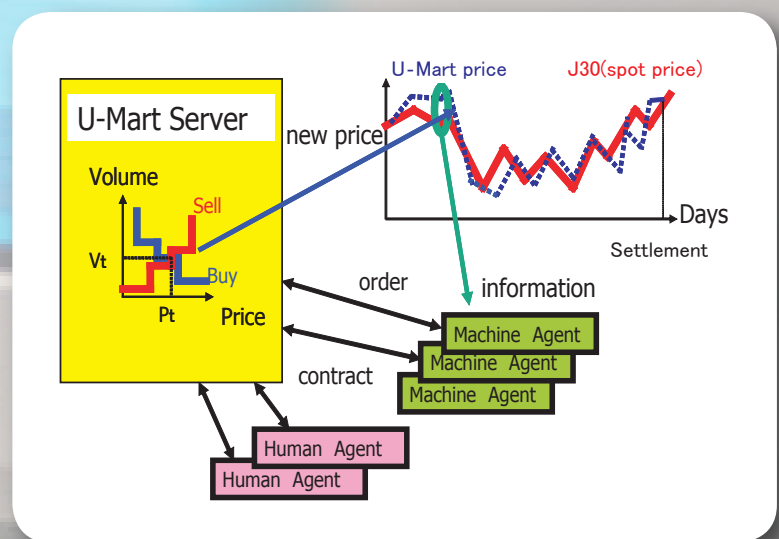 U-Mart price
J30(spot price)
U-Mart Server
new price
Volume
Sell
Vt
Buy
Pt
Price
Days
Settlement
order
information
contract
Machine Agent
Machine Agent
Machine Agent
Human Agent
Human Agent